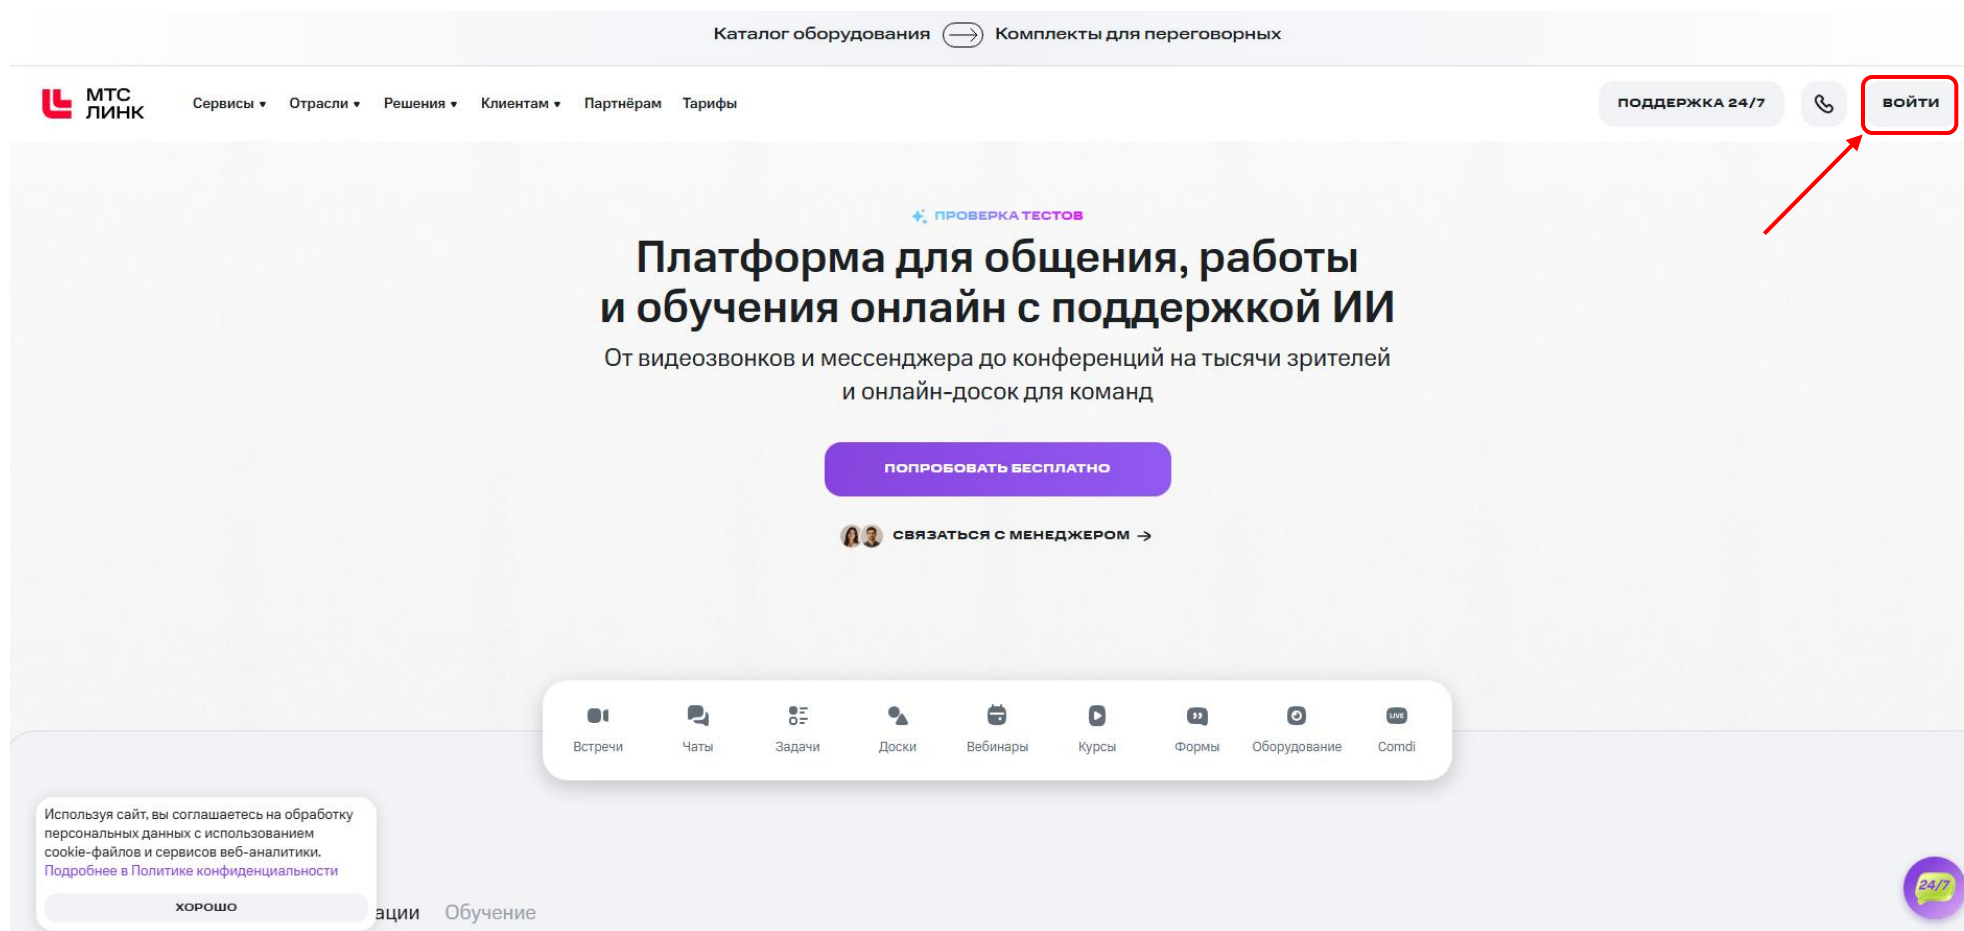 Каталог оборудования Комплекты для переговорных
МТС
ЛИНК
Сервисы Отрасли Решения Клиентам Партнёрам Тарифы
ПОДДЕРЖКА 24/7
ВОЙТИ
ПРОВЕРКА ТЕСТОВ
Платформа для общения, работы
и обучения онлайн с поддержкой ИИ
От видеозвонков и мессенджера до конференций на тысячи зрителей
и онлайн-досок для команд
ПОПРОБОВАТЬ БЕСПЛАТНО
СВЯЗАТЬСЯ С МЕНЕДЖЕРОМ →
LIVE
Встречи Чаты Задачи Доски Вебинары Курсы Формы Оборудование Comdi
Используя сайт, вы соглашаетесь на обработку
персональных данных с использованием
cookie-файлов и сервисов веб-аналитики.
Подробнее в Политике конфиденциальности
ХОРОШО
ации Обучение
24/7